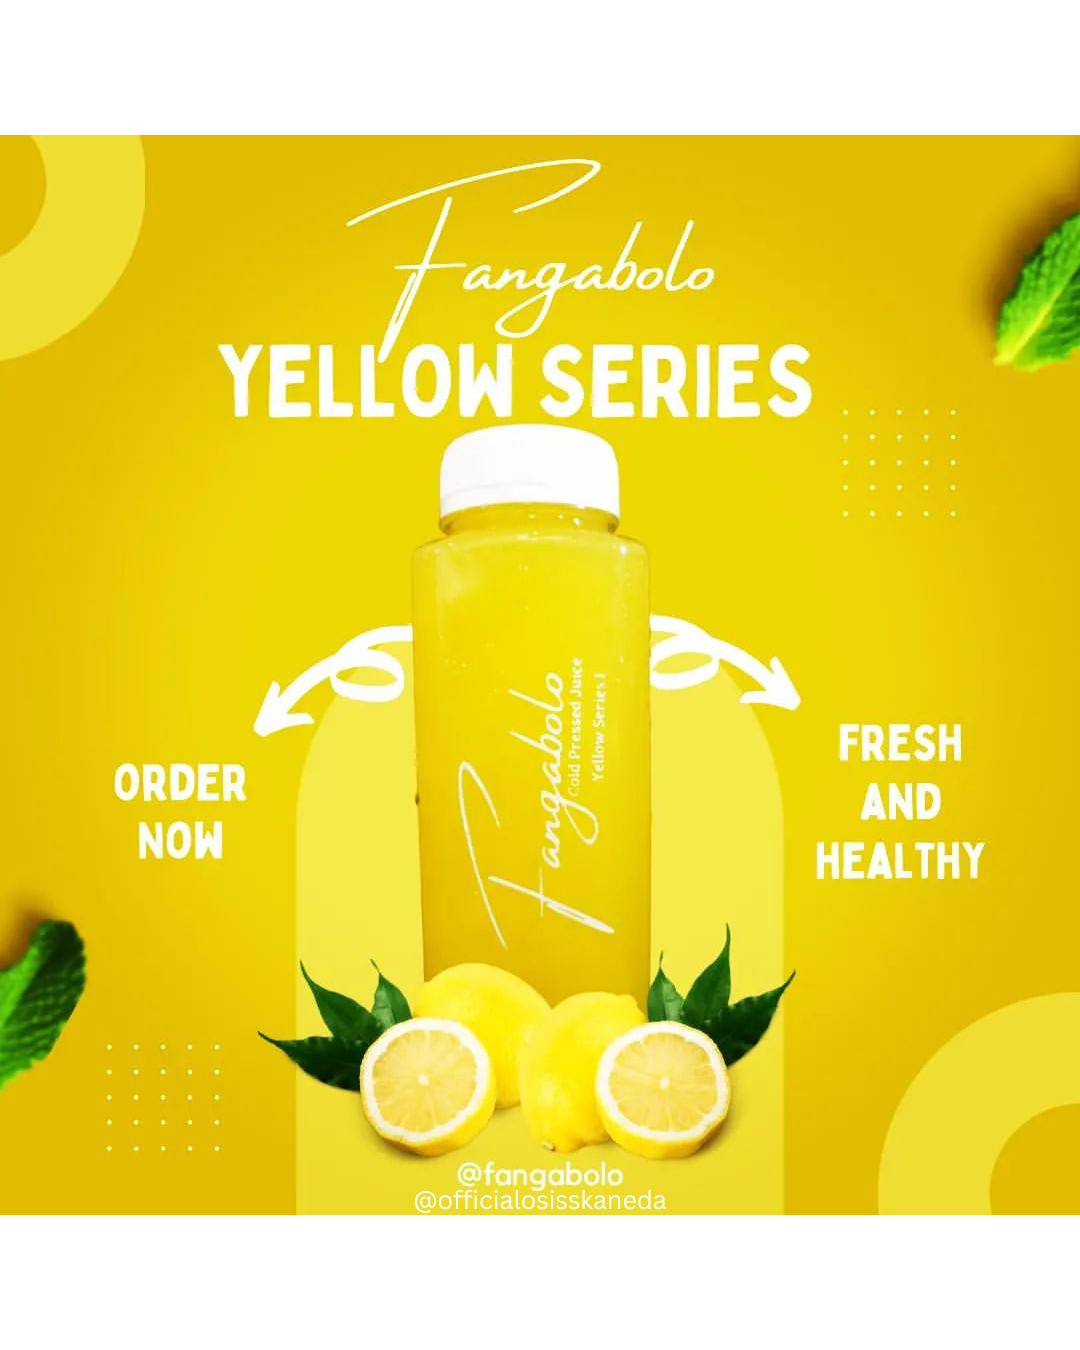 Fangabolo
YELLOW SERIES
Fangabolo
Cold Pressed Juice
Yellow Series I
ORDER
NOW
FRESH
AND
HEALTHY
@fangabolo
@officialosisskaneda